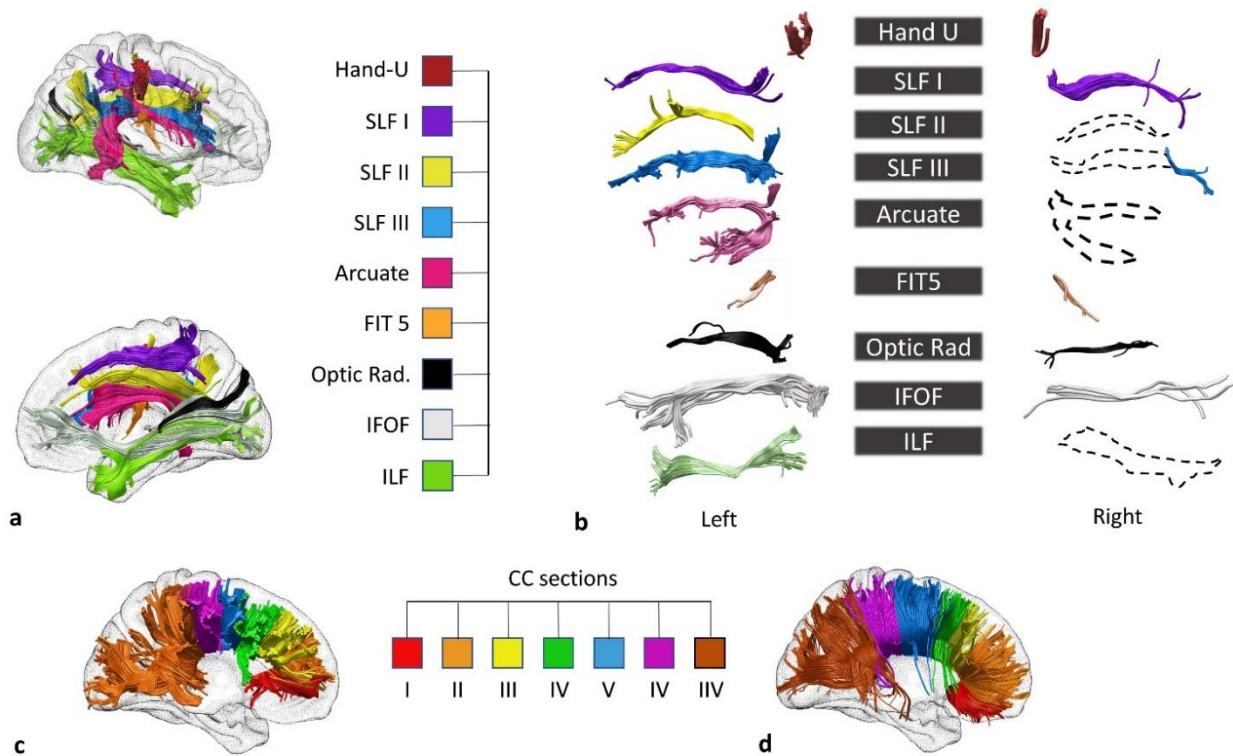 Hand-U
SLF I
SLF II
SLF III
Arcuate
FIT 5
Optic Rad.
IFOF
ILF
a
Hand U
SLF I
SLF II
SLF III
Arcuate
FIT5
Optic Rad
IFOF
ILF
b
Left
Right
CC sections
I II III IV V IV IIV
c
d